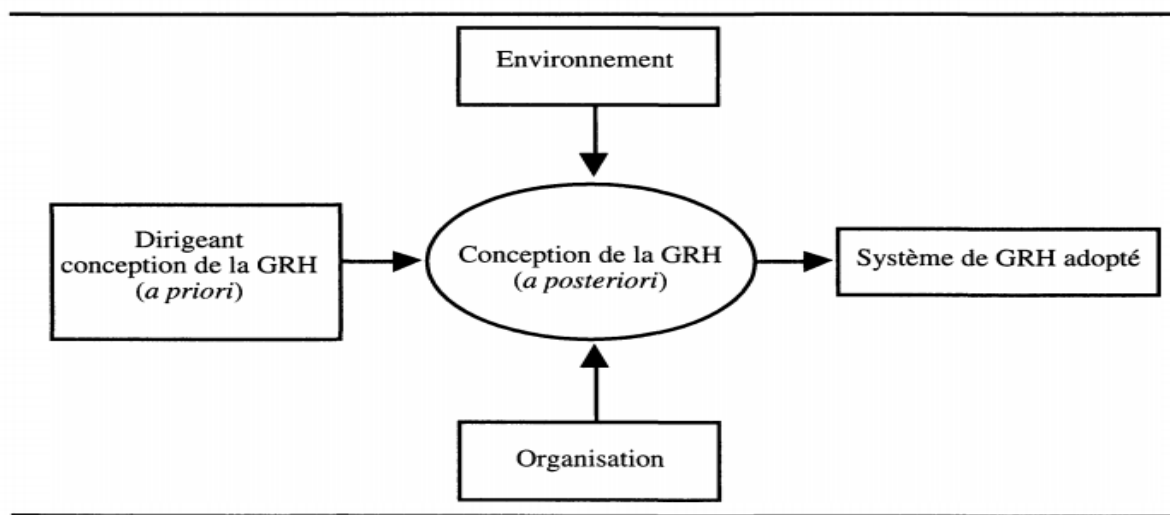 Environnement
Dirigeant
conception de la GRH
(a priori)
Conception de la GRH
(a posteriori)
Système de GRH adopté
Organisation